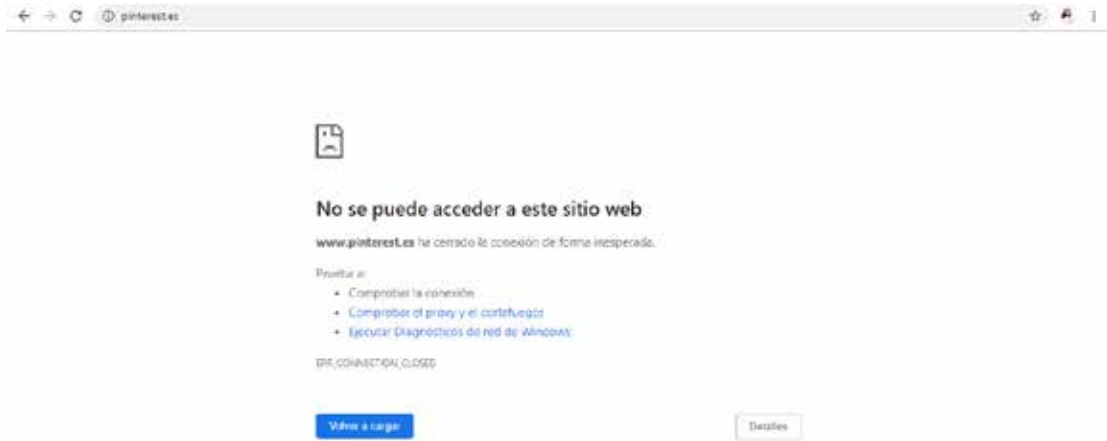 pinterest.es
No se puede acceder a este sitio web
www.pinterest.es ha cerrado la conexión de forma inesperada.
Prueba a:
Comprobar la conexión
Comprobar el proxy y el cortafuegos
Ejecutar Diagnósticos de red de Windows
ERR_CONNECTION_CLOSED
Volver a cargar
Detalles